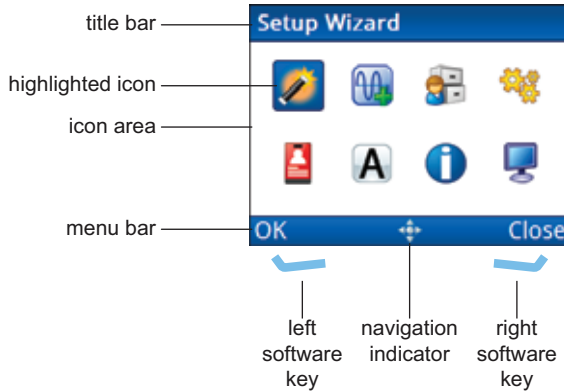 title bar
Setup Wizard
highlighted icon
icon area
A
i
menu bar
OK
Close
left
software
key
navigation
indicator
right
software
key